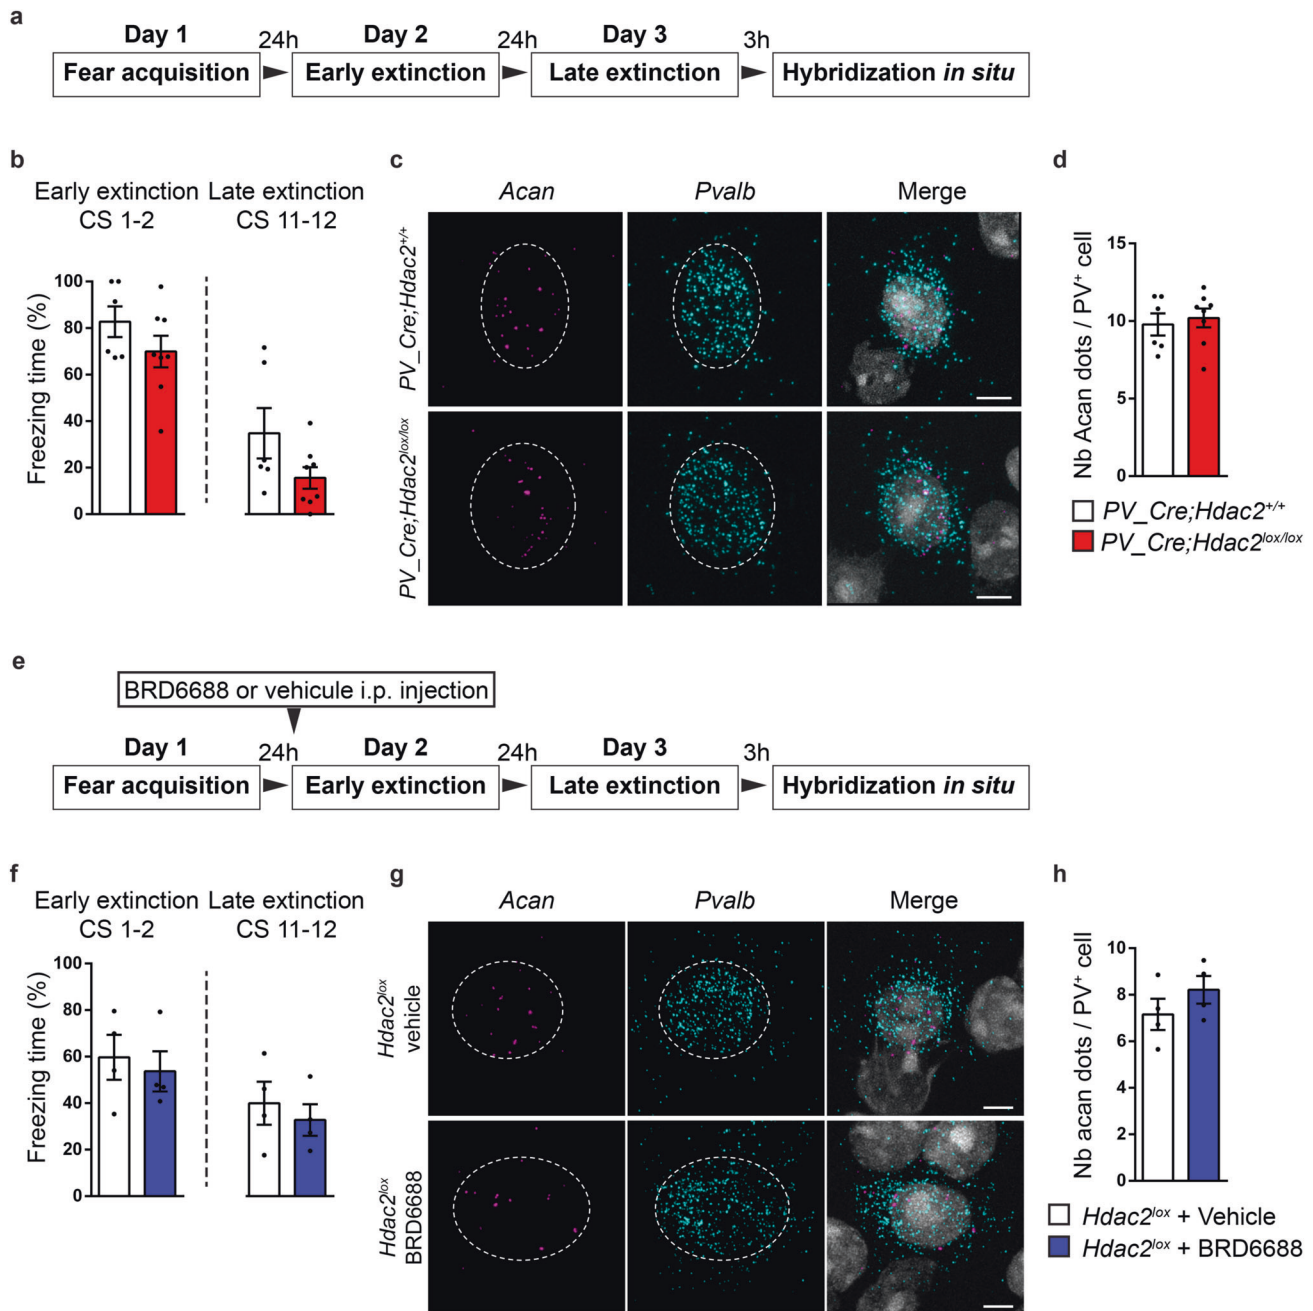 a
Day 1 24h Day 2 24h Day 3 3h
Fear acquisition Early extinction Late extinction Hybridization in situ
b
Early extinction Late extinction
CS 1-2 CS 11-12
Freezing time (%)
100
80
60
40
20
0
c
Acan Pvalb Merge
PV_Cre;Hdac2+/+
PV_Cre;Hdac2lox/lox
d
Nb Acan dots / PV+ cell
15
10
5
0
PV_Cre;Hdac2+/+
PV_Cre;Hdac2lox/lox
e
BRD6688 or vehicule i.p. injection
Day 1 24h Day 2 24h Day 3 3h
Fear acquisition Early extinction Late extinction Hybridization in situ
f
Early extinction Late extinction
CS 1-2 CS 11-12
Freezing time (%)
100
80
60
40
20
0
g
Acan Pvalb Merge
Hdac2lox
vehicle
Hdac2lox
BRD6688
h
Nb acan dots / PV+ cell
10
8
6
4
2
0
Hdac2lox + Vehicle
Hdac2lox + BRD6688